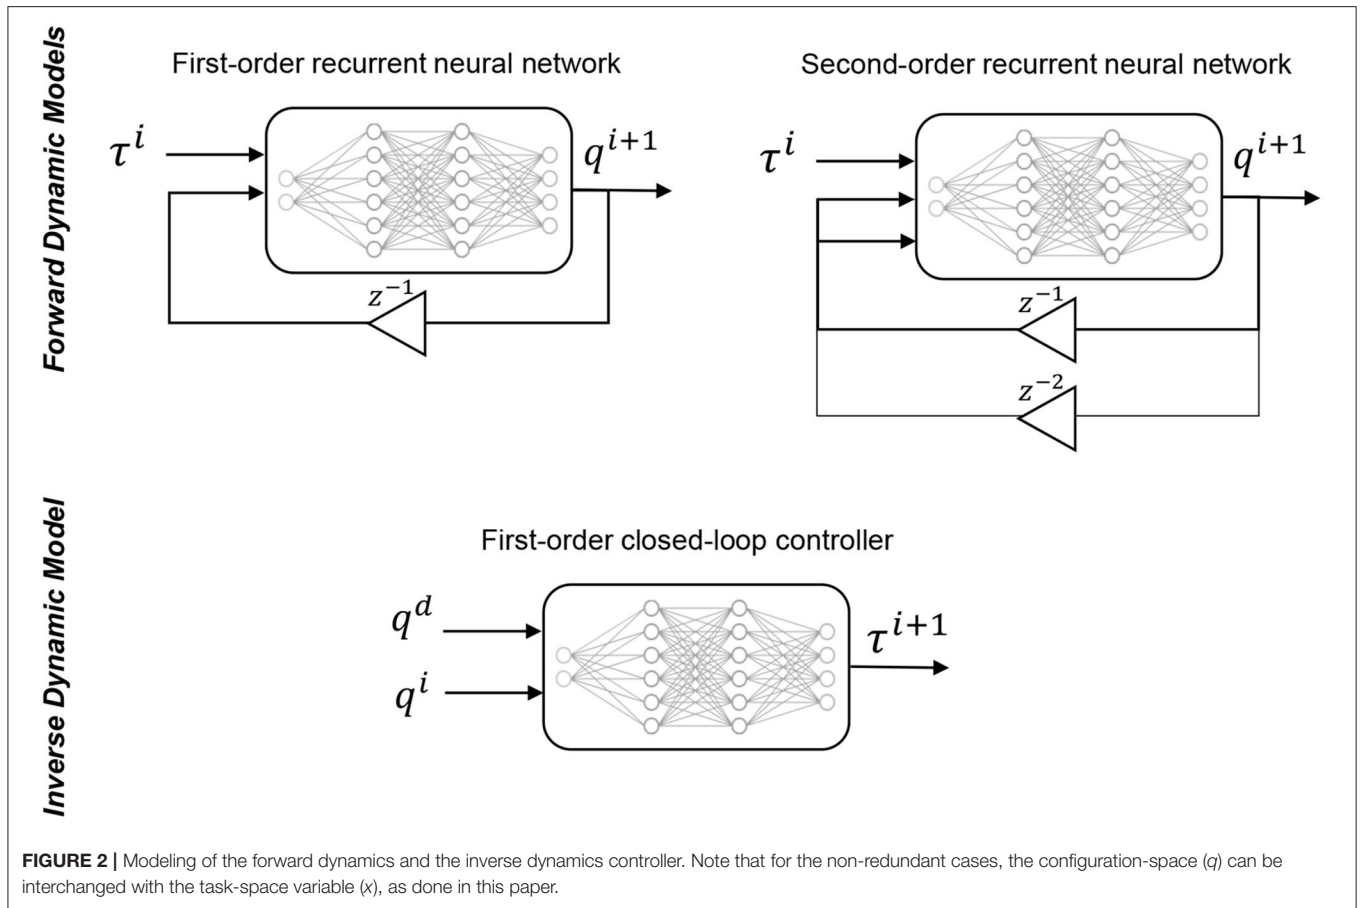 Forward Dynamic Models
First-order recurrent neural network
τ^i
q^{i+1}
z^{-1}
Second-order recurrent neural network
τ^i
q^{i+1}
z^{-1}
z^{-2}
Inverse Dynamic Model
First-order closed-loop controller
q^d
q^i
τ^{i+1}
FIGURE 2 | Modeling of the forward dynamics and the inverse dynamics controller. Note that for the non-redundant cases, the configuration-space (q) can be
interchanged with the task-space variable (x), as done in this paper.